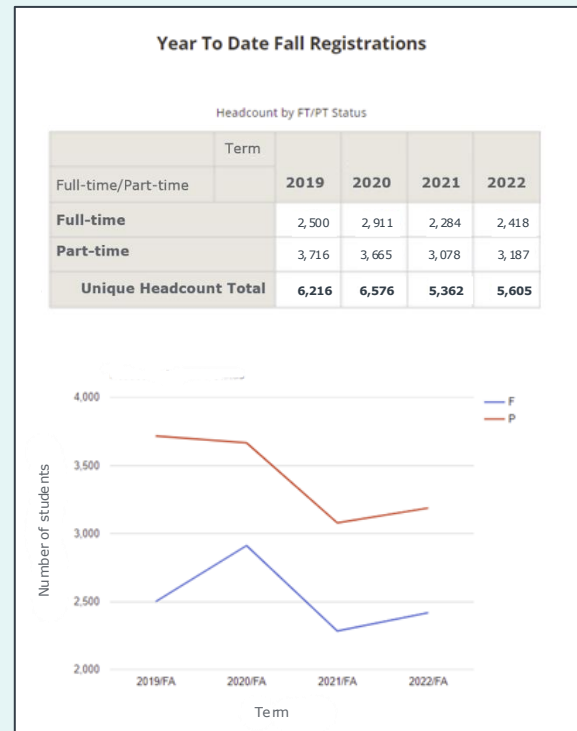 Year To Date Fall Registrations
Headcount by FT/PT Status
Term
Full-time/Part-time 2019 2020 2021 2022
Full-time 2,500 2,911 2,284 2,418
Part-time 3,716 3,665 3,078 3,187
Unique Headcount Total 6,216 6,576 5,362 5,605
4,000
F
P
3,500
Number of students
3,000
2,500
2,000
2019/FA 2020/FA 2021/FA 2022/FA
Term